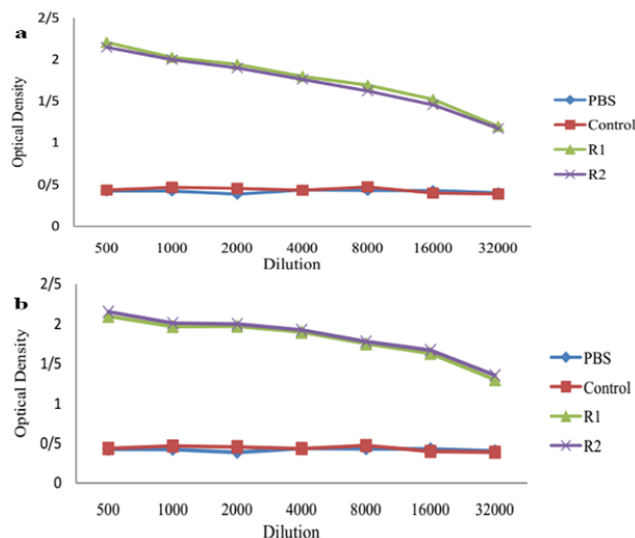 a
2/5
2
1/5
1
0/5
0
Optical Density
500 1000 2000 4000 8000 16000 32000
Dilution
PBS
Control
R1
R2
b
2/5
2
1/5
1
0/5
0
Optical Density
500 1000 2000 4000 8000 16000 32000
Dilution
PBS
Control
R1
R2